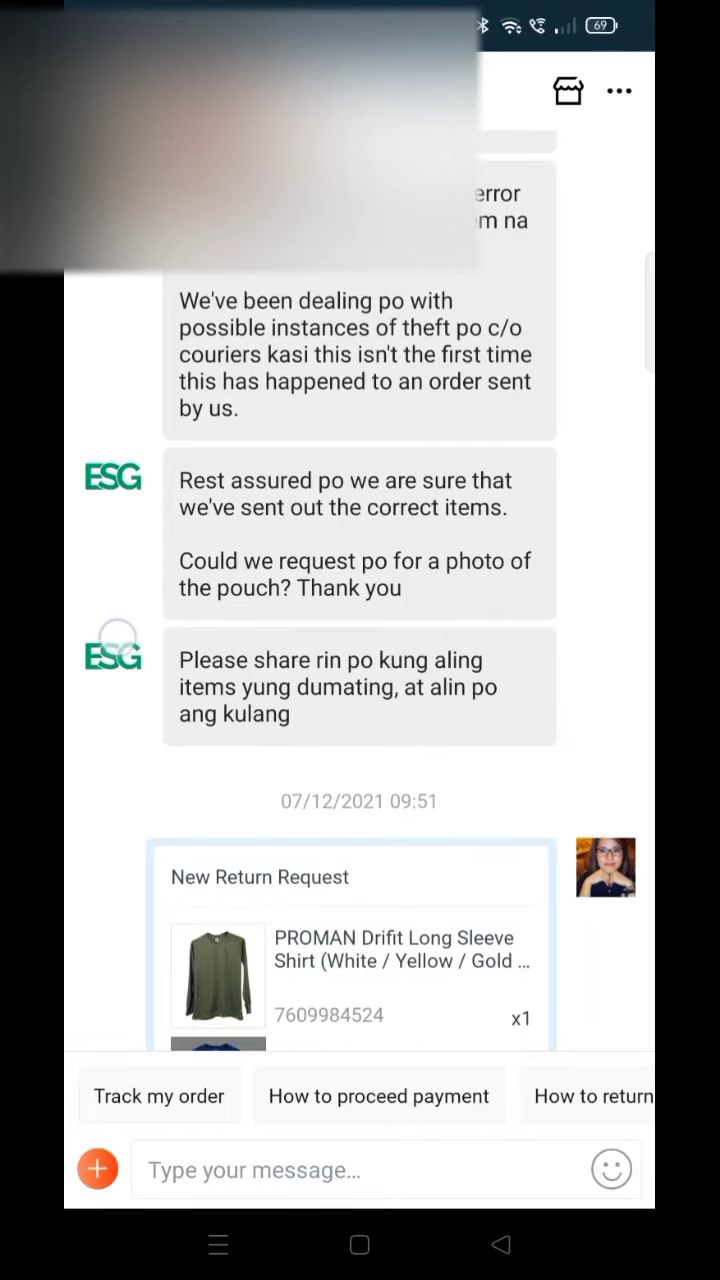 69
error
m na
We've been dealing po with
possible instances of theft po c/o
couriers kasi this isn't the first time
this has happened to an order sent
by us.
ESG
Rest assured po we are sure that
we've sent out the correct items.
Could we request po for a photo of
the pouch? Thank you
ESG
Please share rin po kung aling
items yung dumating, at alin po
ang kulang
07/12/2021 09:51
New Return Request
PROMAN Drifit Long Sleeve
Shirt (White / Yellow / Gold ...
7609984524
x1
Track my order
How to proceed payment
How to return
Type your message...